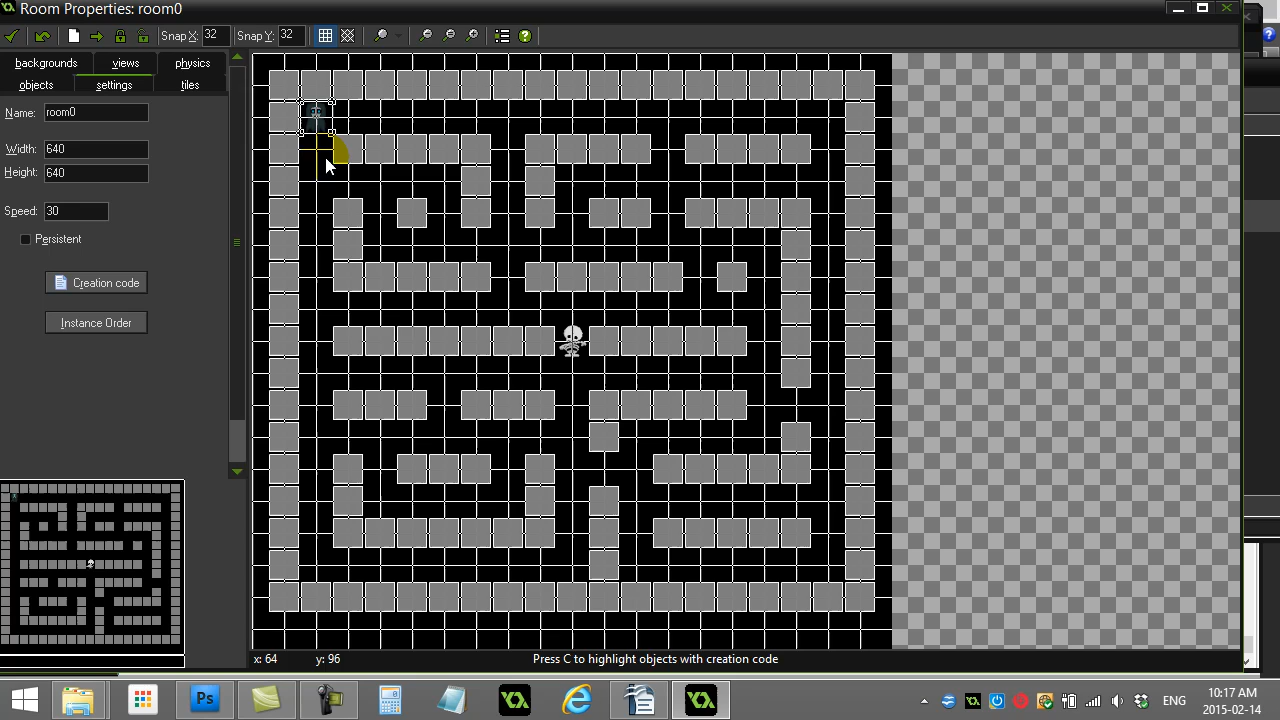 Room Properties: room0
Snap X: 32 Snap Y: 32
backgrounds views physics
objects settings tiles
Name: room0
Width: 640
Height: 640
Speed: 30
Persistent
Creation code
Instance Order
x: 64 y: 96 Press C to highlight objects with creation code
Ps
ENG
10:17 AM
2015-02-14